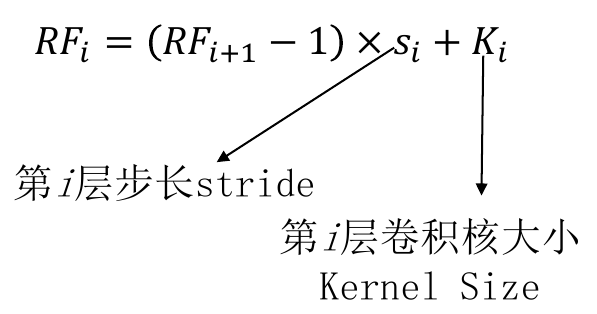 RFᵢ = (RFᵢ₊₁ − 1) × sᵢ + Kᵢ
第i层步长stride
第i层卷积核大小
Kernel Size